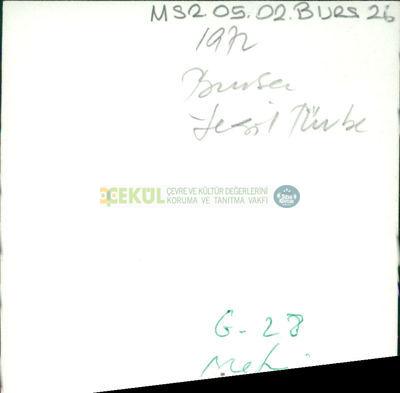 MSR 05.02.BURS 26
1972
Bursa
Yeşil Türbe
ÇEKÜL ÇEVRE VE KÜLTÜR DEĞERLERİNİ
KORUMA VE TANITMA VAKFI
G-28